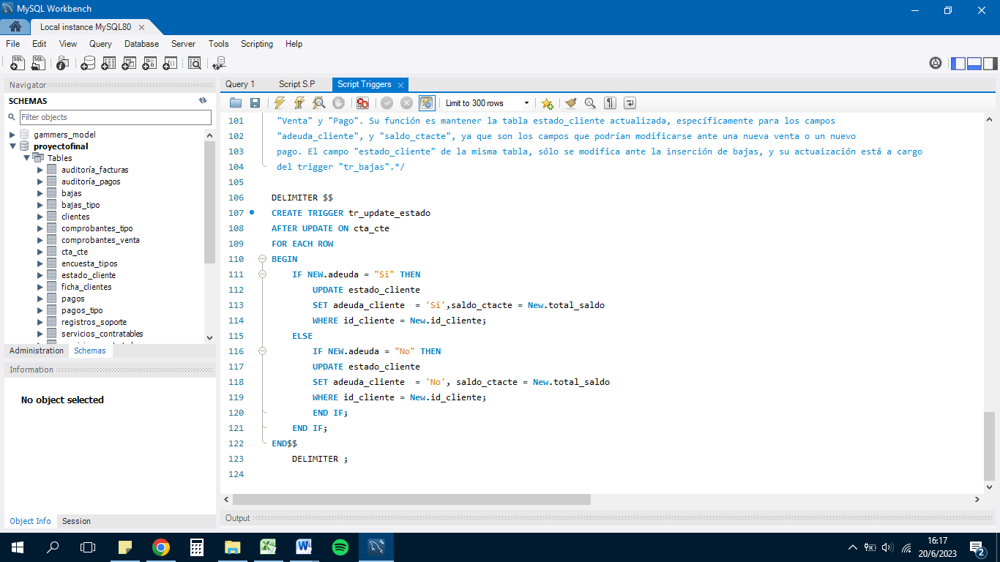 MySQL Workbench
Local instance MySQL80
File Edit View Query Database Server Tools Scripting Help
Navigator
SCHEMAS
Filter objects
gammers_model
proyectofinal
Tables
auditoría_facturas
auditoría_pagos
bajas
bajas_tipo
clientes
comprobantes_tipo
comprobantes_venta
cta_cte
encuesta_tipos
estado_cliente
ficha_clientes
pagos
pagos_tipo
registros_soporte
servicios_contratables
Administration Schemas
Information
No object selected
Object Info Session
Query 1 Script S.P Script Triggers
Limit to 300 rows
101 "Venta" y "Pago". Su función es mantener la tabla estado_cliente actualizada, específicamente para los campos
102 "adeuda_cliente", y "saldo_ctacte", ya que son los campos que podrían modificarse ante una nueva venta o un nuevo
103 pago. El campo "estado_cliente" de la misma tabla, sólo se modifica ante la inserción de bajas, y su actuaización está a cargo
104 del trigger "tr_bajas".*/
105
106 DELIMITER $$
107 CREATE TRIGGER tr_update_estado
108 AFTER UPDATE ON cta_cte
109 FOR EACH ROW
110 BEGIN
111 IF NEW.adeuda = "Si" THEN
112 UPDATE estado_cliente
113 SET adeuda_cliente  = 'Si',saldo_ctacte = New.total_saldo
114 WHERE id_cliente = New.id_cliente;
115 ELSE
116 IF NEW.adeuda = "No" THEN
117 UPDATE estado_cliente
118 SET adeuda_cliente  = 'No', saldo_ctacte = New.total_saldo
119 WHERE id_cliente = New.id_cliente;
120 END IF;
121 END IF;
122 END$$
123 DELIMITER ;
124
Output
16:17
20/6/2023
2